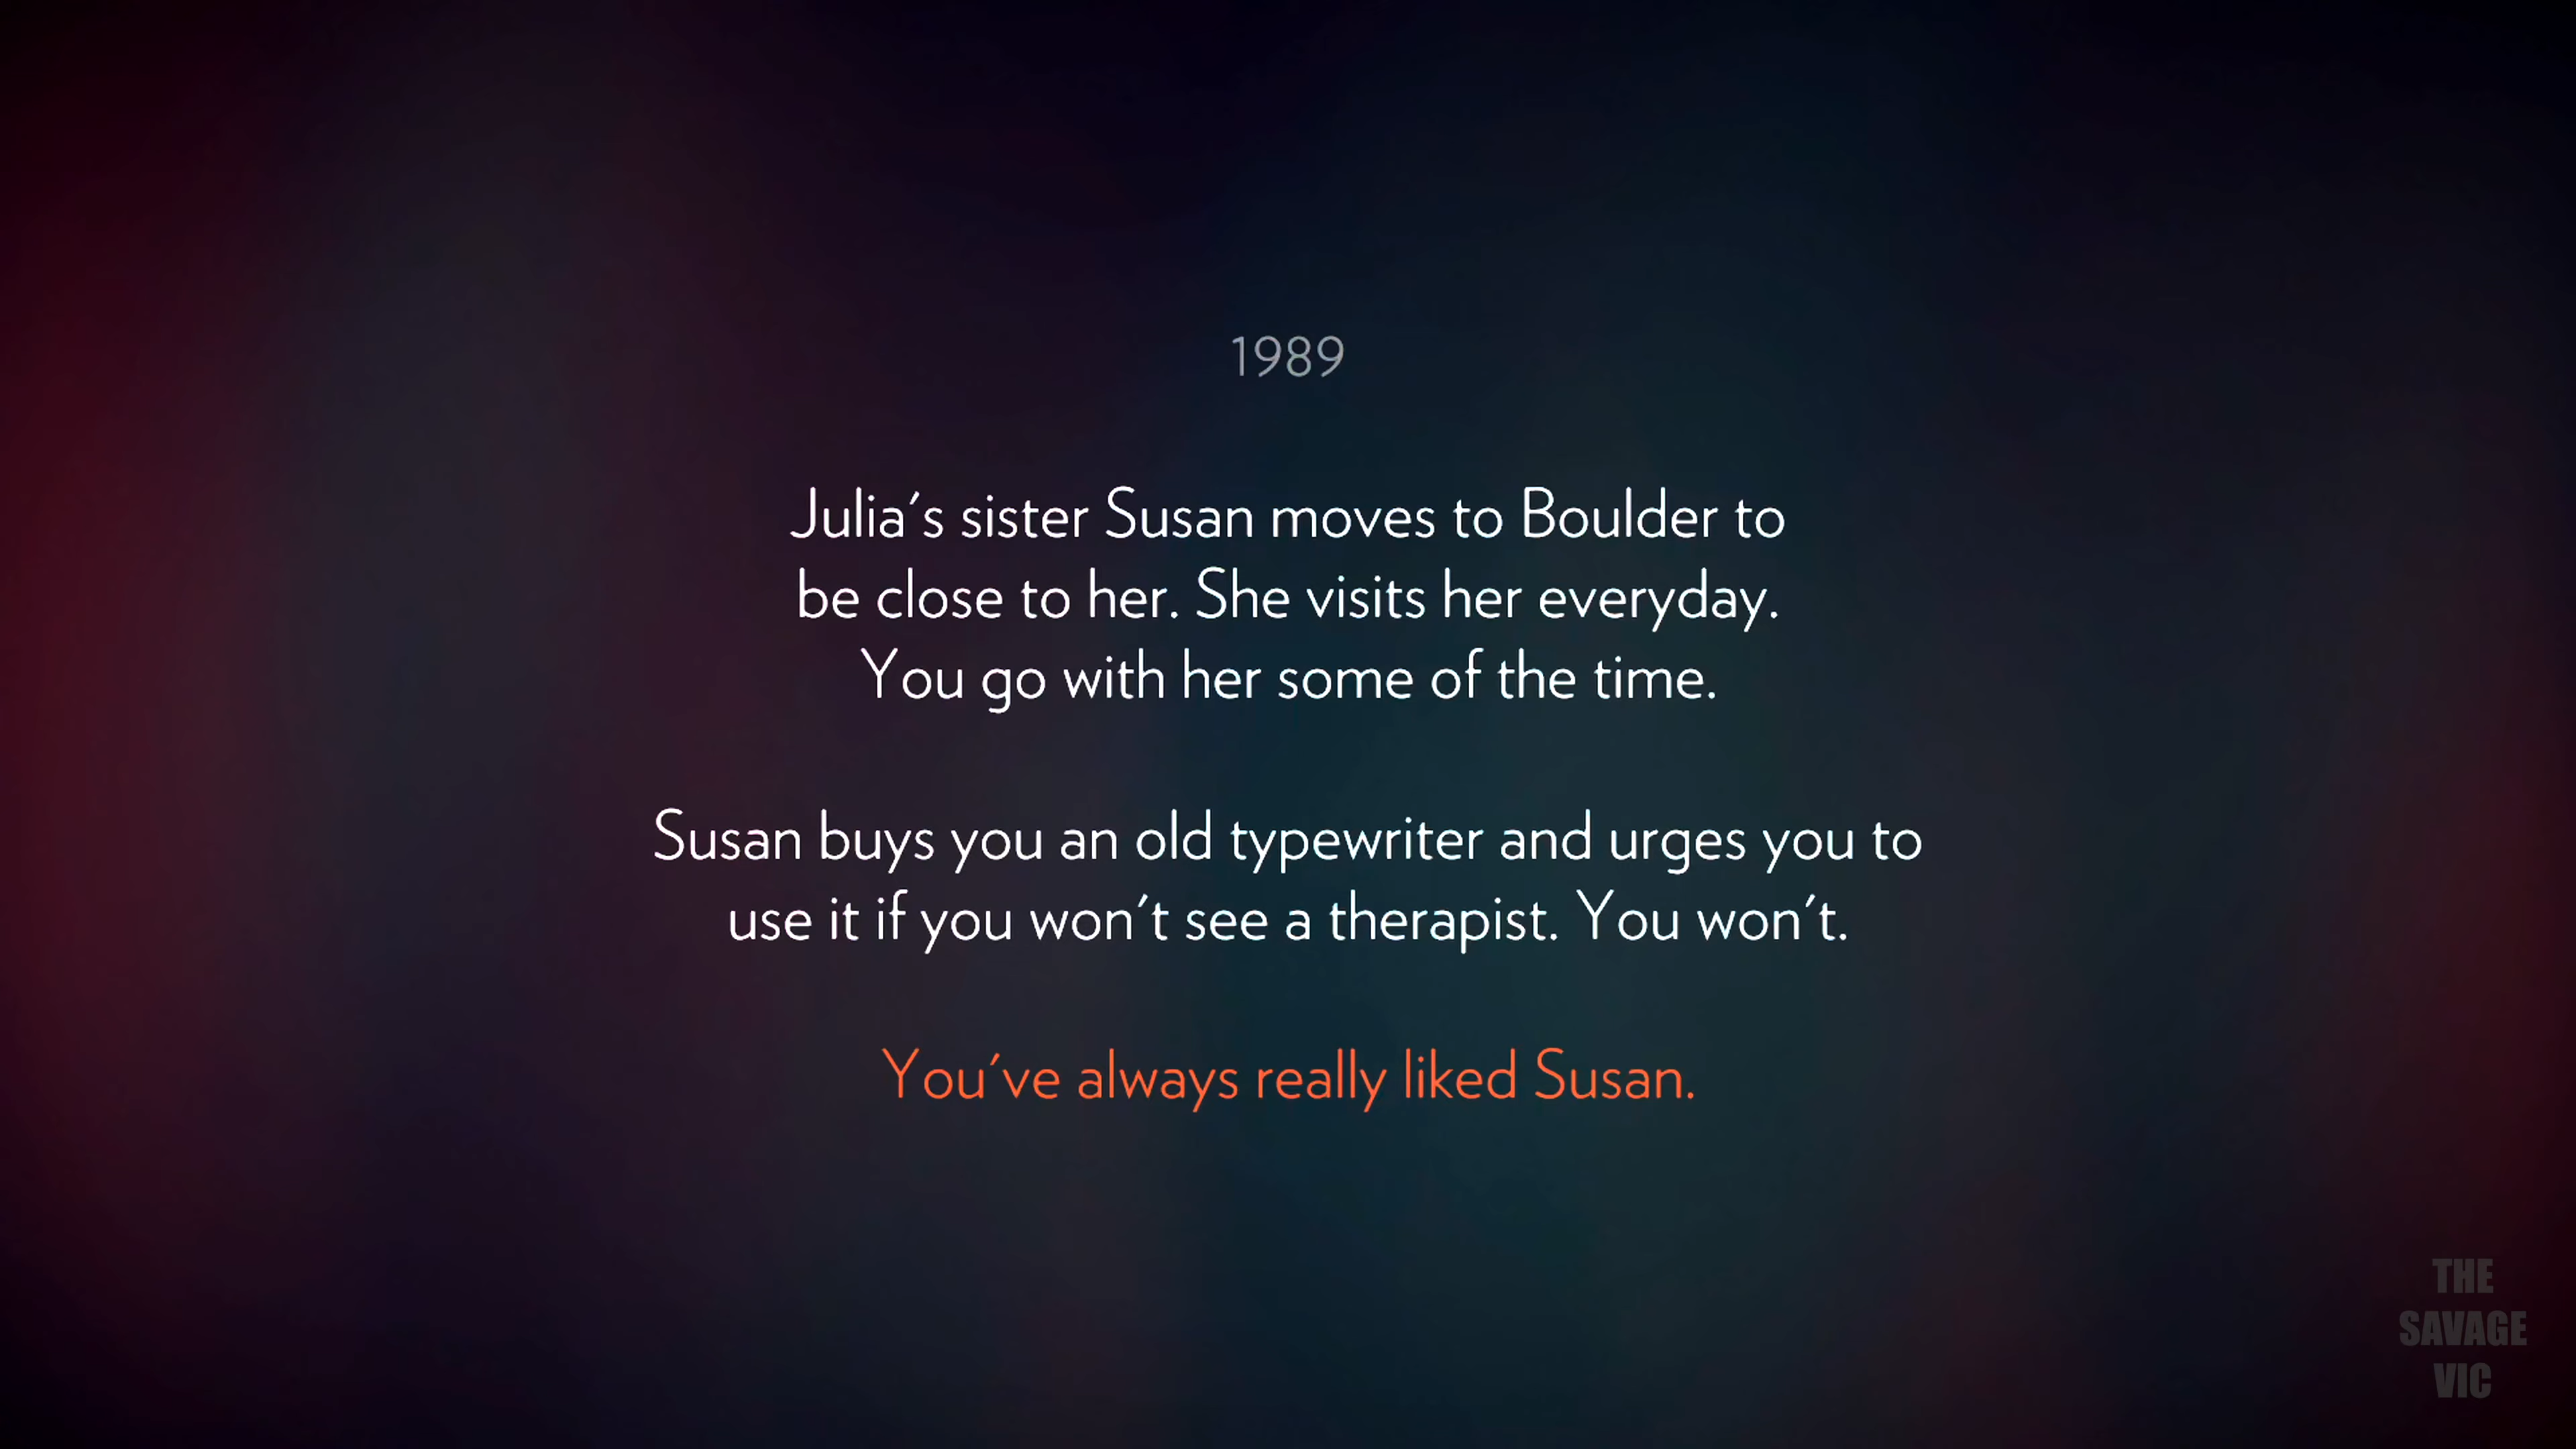 1989
Julia's sister Susan moves to Boulder to
be close to her. She visits her everyday.
You go with her some of the time.
Susan buys you an old typewriter and urges you to
use it if you won't see a therapist. You won't.
You've always really liked Susan.
THE
SAVAGE
VIC